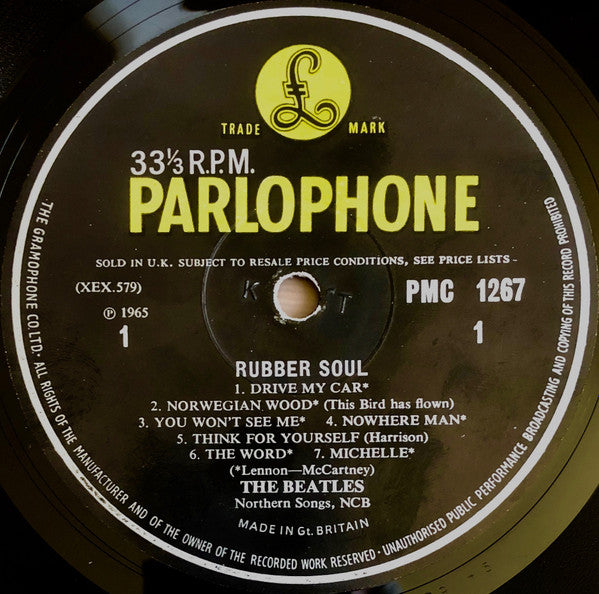 £
TRADE MARK
33⅓ R.P.M.
PARLOPHONE
SOLD IN U.K. SUBJECT TO RESALE PRICE CONDITIONS, SEE PRICE LISTS -
(XEX.579)
PMC 1267
Ⓟ 1965
1
1
K T
RUBBER SOUL
1. DRIVE MY CAR*
2. NORWEGIAN WOOD* (This Bird has flown)
3. YOU WON'T SEE ME* 4. NOWHERE MAN*
5. THINK FOR YOURSELF (Harrison)
6. THE WORD* 7. MICHELLE*
(*Lennon—McCartney)
THE BEATLES
Northern Songs, NCB
MADE IN Gt. BRITAIN
THE GRAMOPHONE CO. LTD· ALL RIGHTS OF THE MANUFACTURER AND OF THE OWNER OF THE RECORDED WORK RESERVED · UNAUTHORISED PUBLIC PERFORMANCE BROADCASTING AND COPYING OF THIS RECORD PROHIBITED